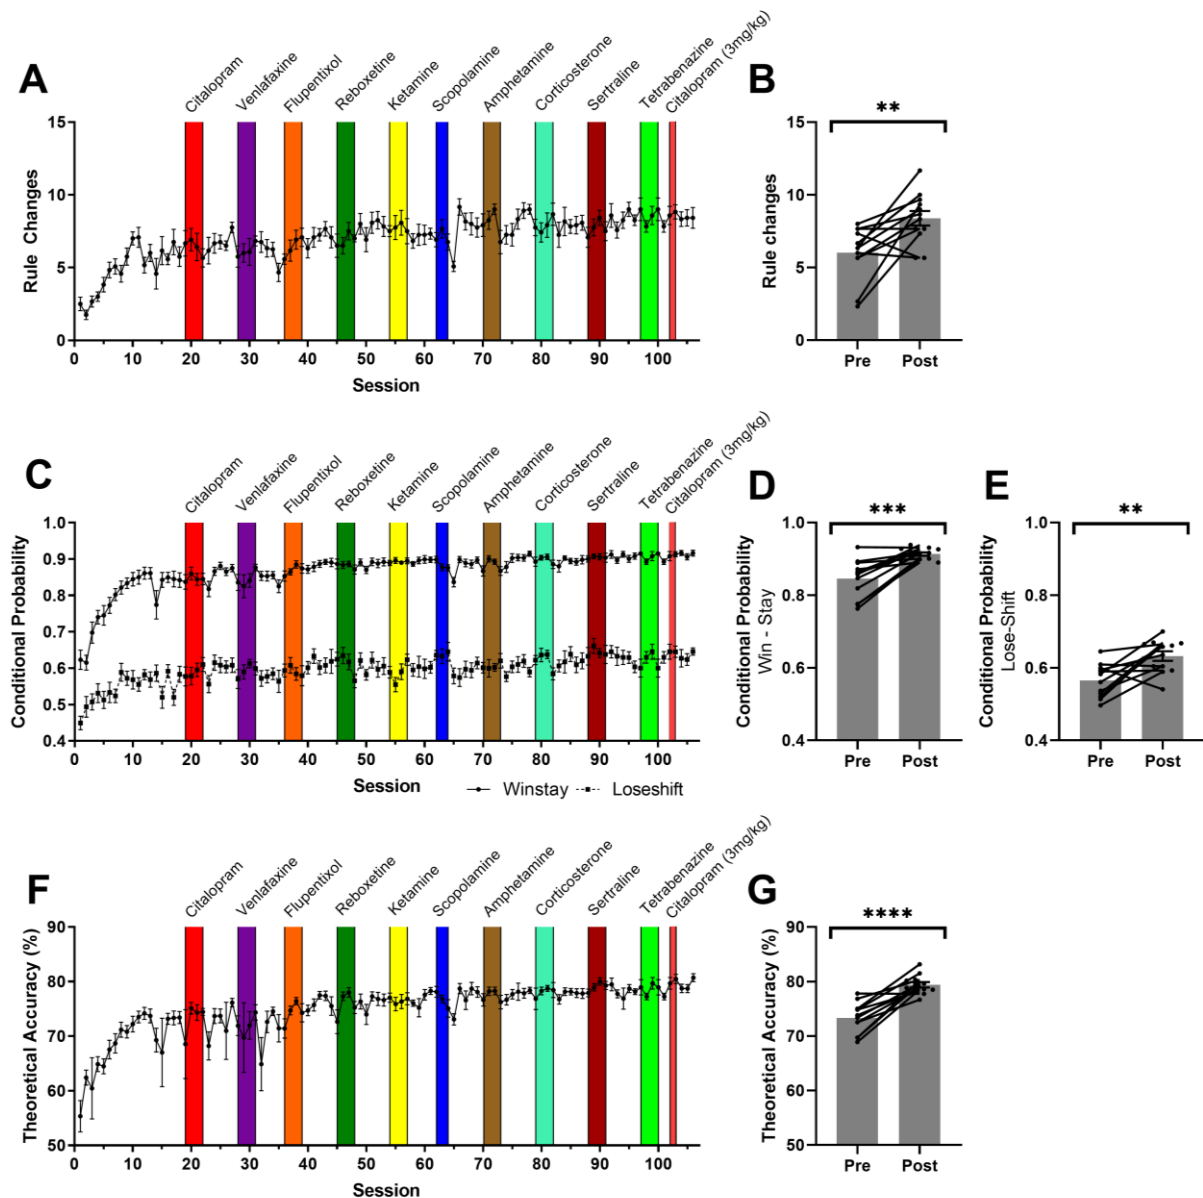 A
Citalopram
Venlafaxine
Flupentixol
Reboxetine
Ketamine
Scopolamine
Amphetamine
Corticosterone
Sertraline
Tetrabenazine
Citalopram (3mg/kg)
Rule Changes
15
10
5
0
0 10 20 30 40 50 60 70 80 90 100
Session
B
**
Rule changes
15
10
5
0
Pre Post
C
Citalopram
Venlafaxine
Flupentixol
Reboxetine
Ketamine
Scopolamine
Amphetamine
Corticosterone
Sertraline
Tetrabenazine
Citalopram (3mg/kg)
Conditional Probability
1.0
0.9
0.8
0.7
0.6
0.5
0.4
0 10 20 30 40 50 60 70 80 90 100
Session
Winstay Loseshift
D
***
Conditional Probability
Win - Stay
1.0
0.8
0.6
0.4
Pre Post
E
**
Conditional Probability
Lose-Shift
1.0
0.8
0.6
0.4
Pre Post
F
Citalopram
Venlafaxine
Flupentixol
Reboxetine
Ketamine
Scopolamine
Amphetamine
Corticosterone
Sertraline
Tetrabenazine
Citalopram (3mg/kg)
Theoretical Accuracy (%)
90
80
70
60
50
0 10 20 30 40 50 60 70 80 90 100
Session
G
****
Theoretical Accuracy (%)
90
80
70
60
50
Pre Post